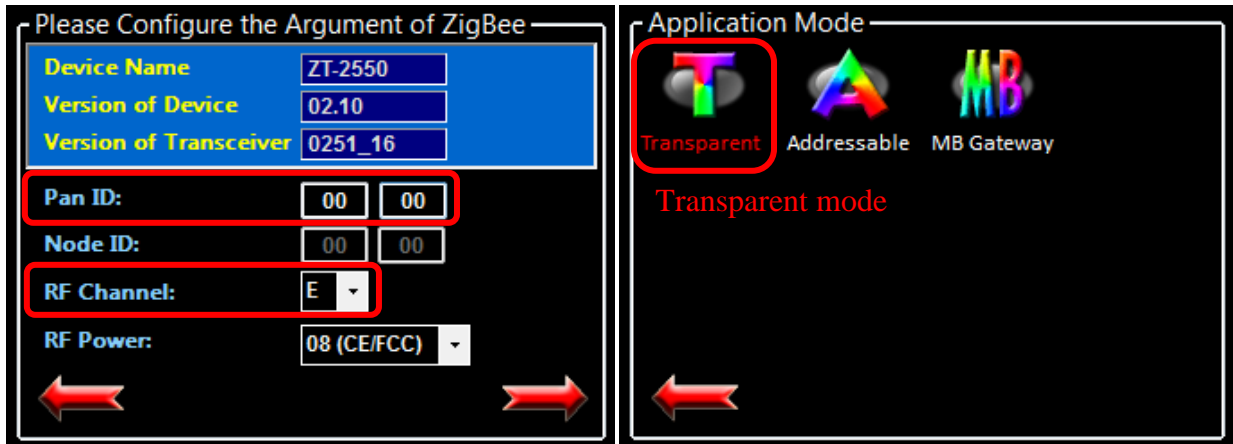 Please Configure the Argument of ZigBee
Device Name ZT-2550
Version of Device 02.10
Version of Transceiver 0251_16
Pan ID: 00 00
Node ID: 00 00
RF Channel: E
RF Power: 08 (CE/FCC)
Application Mode
T A MB
Transparent Addressable MB Gateway
Transparent mode